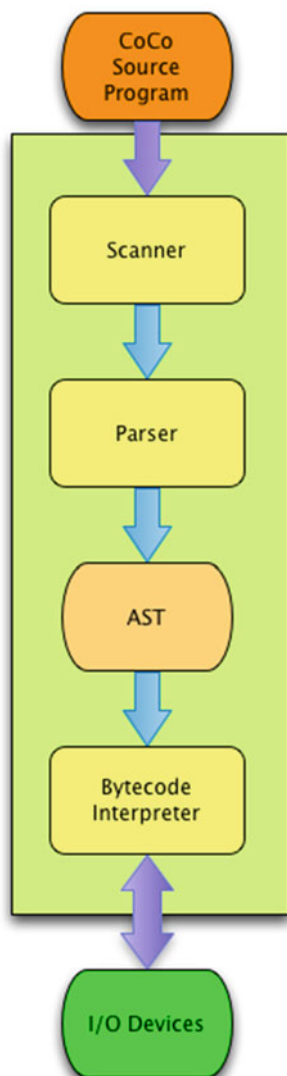 CoCo
Source
Program
Scanner
Parser
AST
Bytecode
Interpreter
I/O Devices